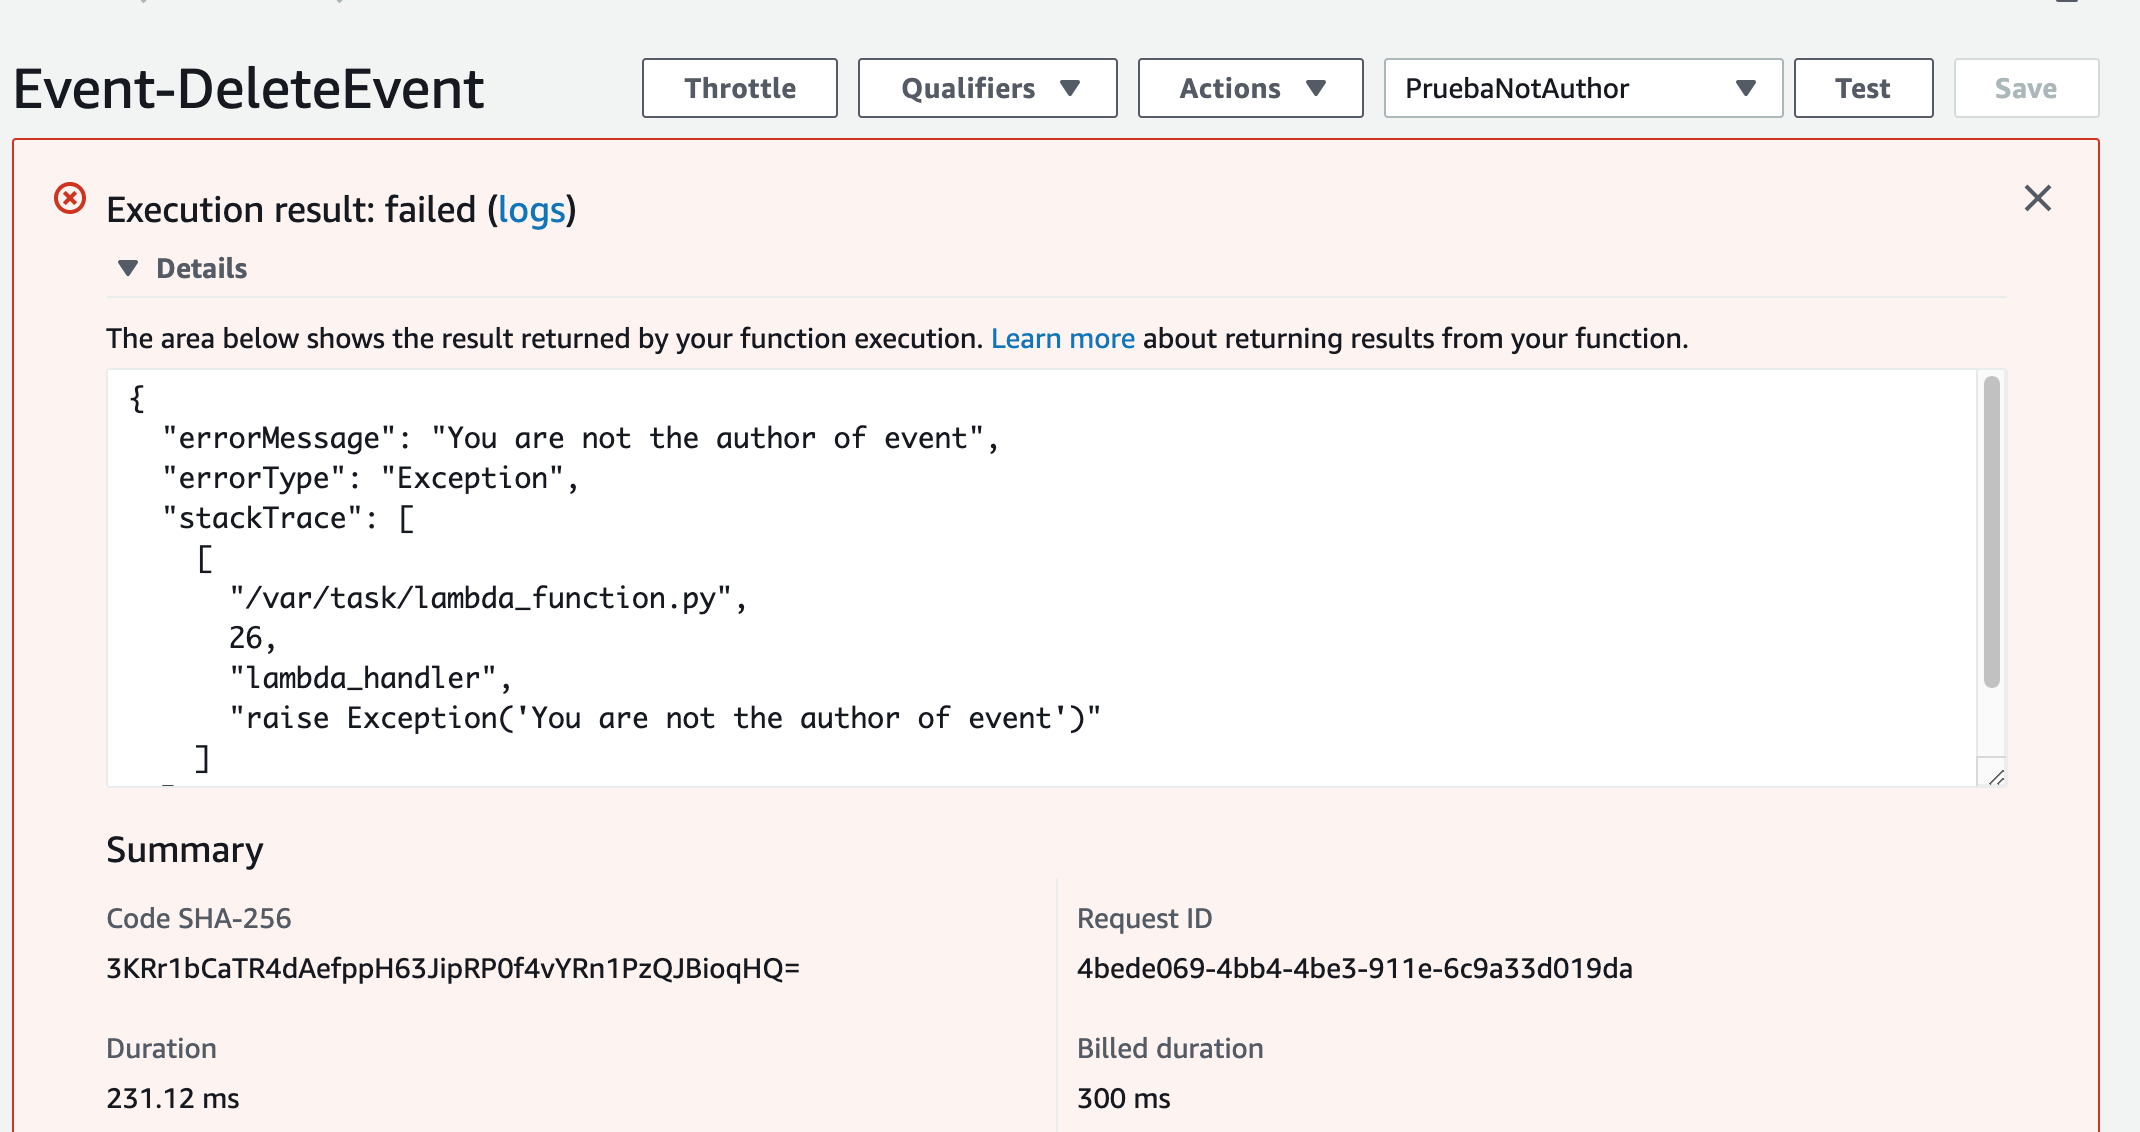 Event-DeleteEvent
Throttle
Qualifiers
Actions
PruebaNotAuthor
Test
Save
Execution result: failed (logs)
Details
The area below shows the result returned by your function execution. Learn more about returning results from your function.
{
  "errorMessage": "You are not the author of event",
  "errorType": "Exception",
  "stackTrace": [
    [
      "/var/task/lambda_function.py",
      26,
      "lambda_handler",
      "raise Exception('You are not the author of event')"
    ]
Summary
Code SHA-256
3KRr1bCaTR4dAefppH63JipRP0f4vYRn1PzQJBioqHQ=
Request ID
4bede069-4bb4-4be3-911e-6c9a33d019da
Duration
231.12 ms
Billed duration
300 ms